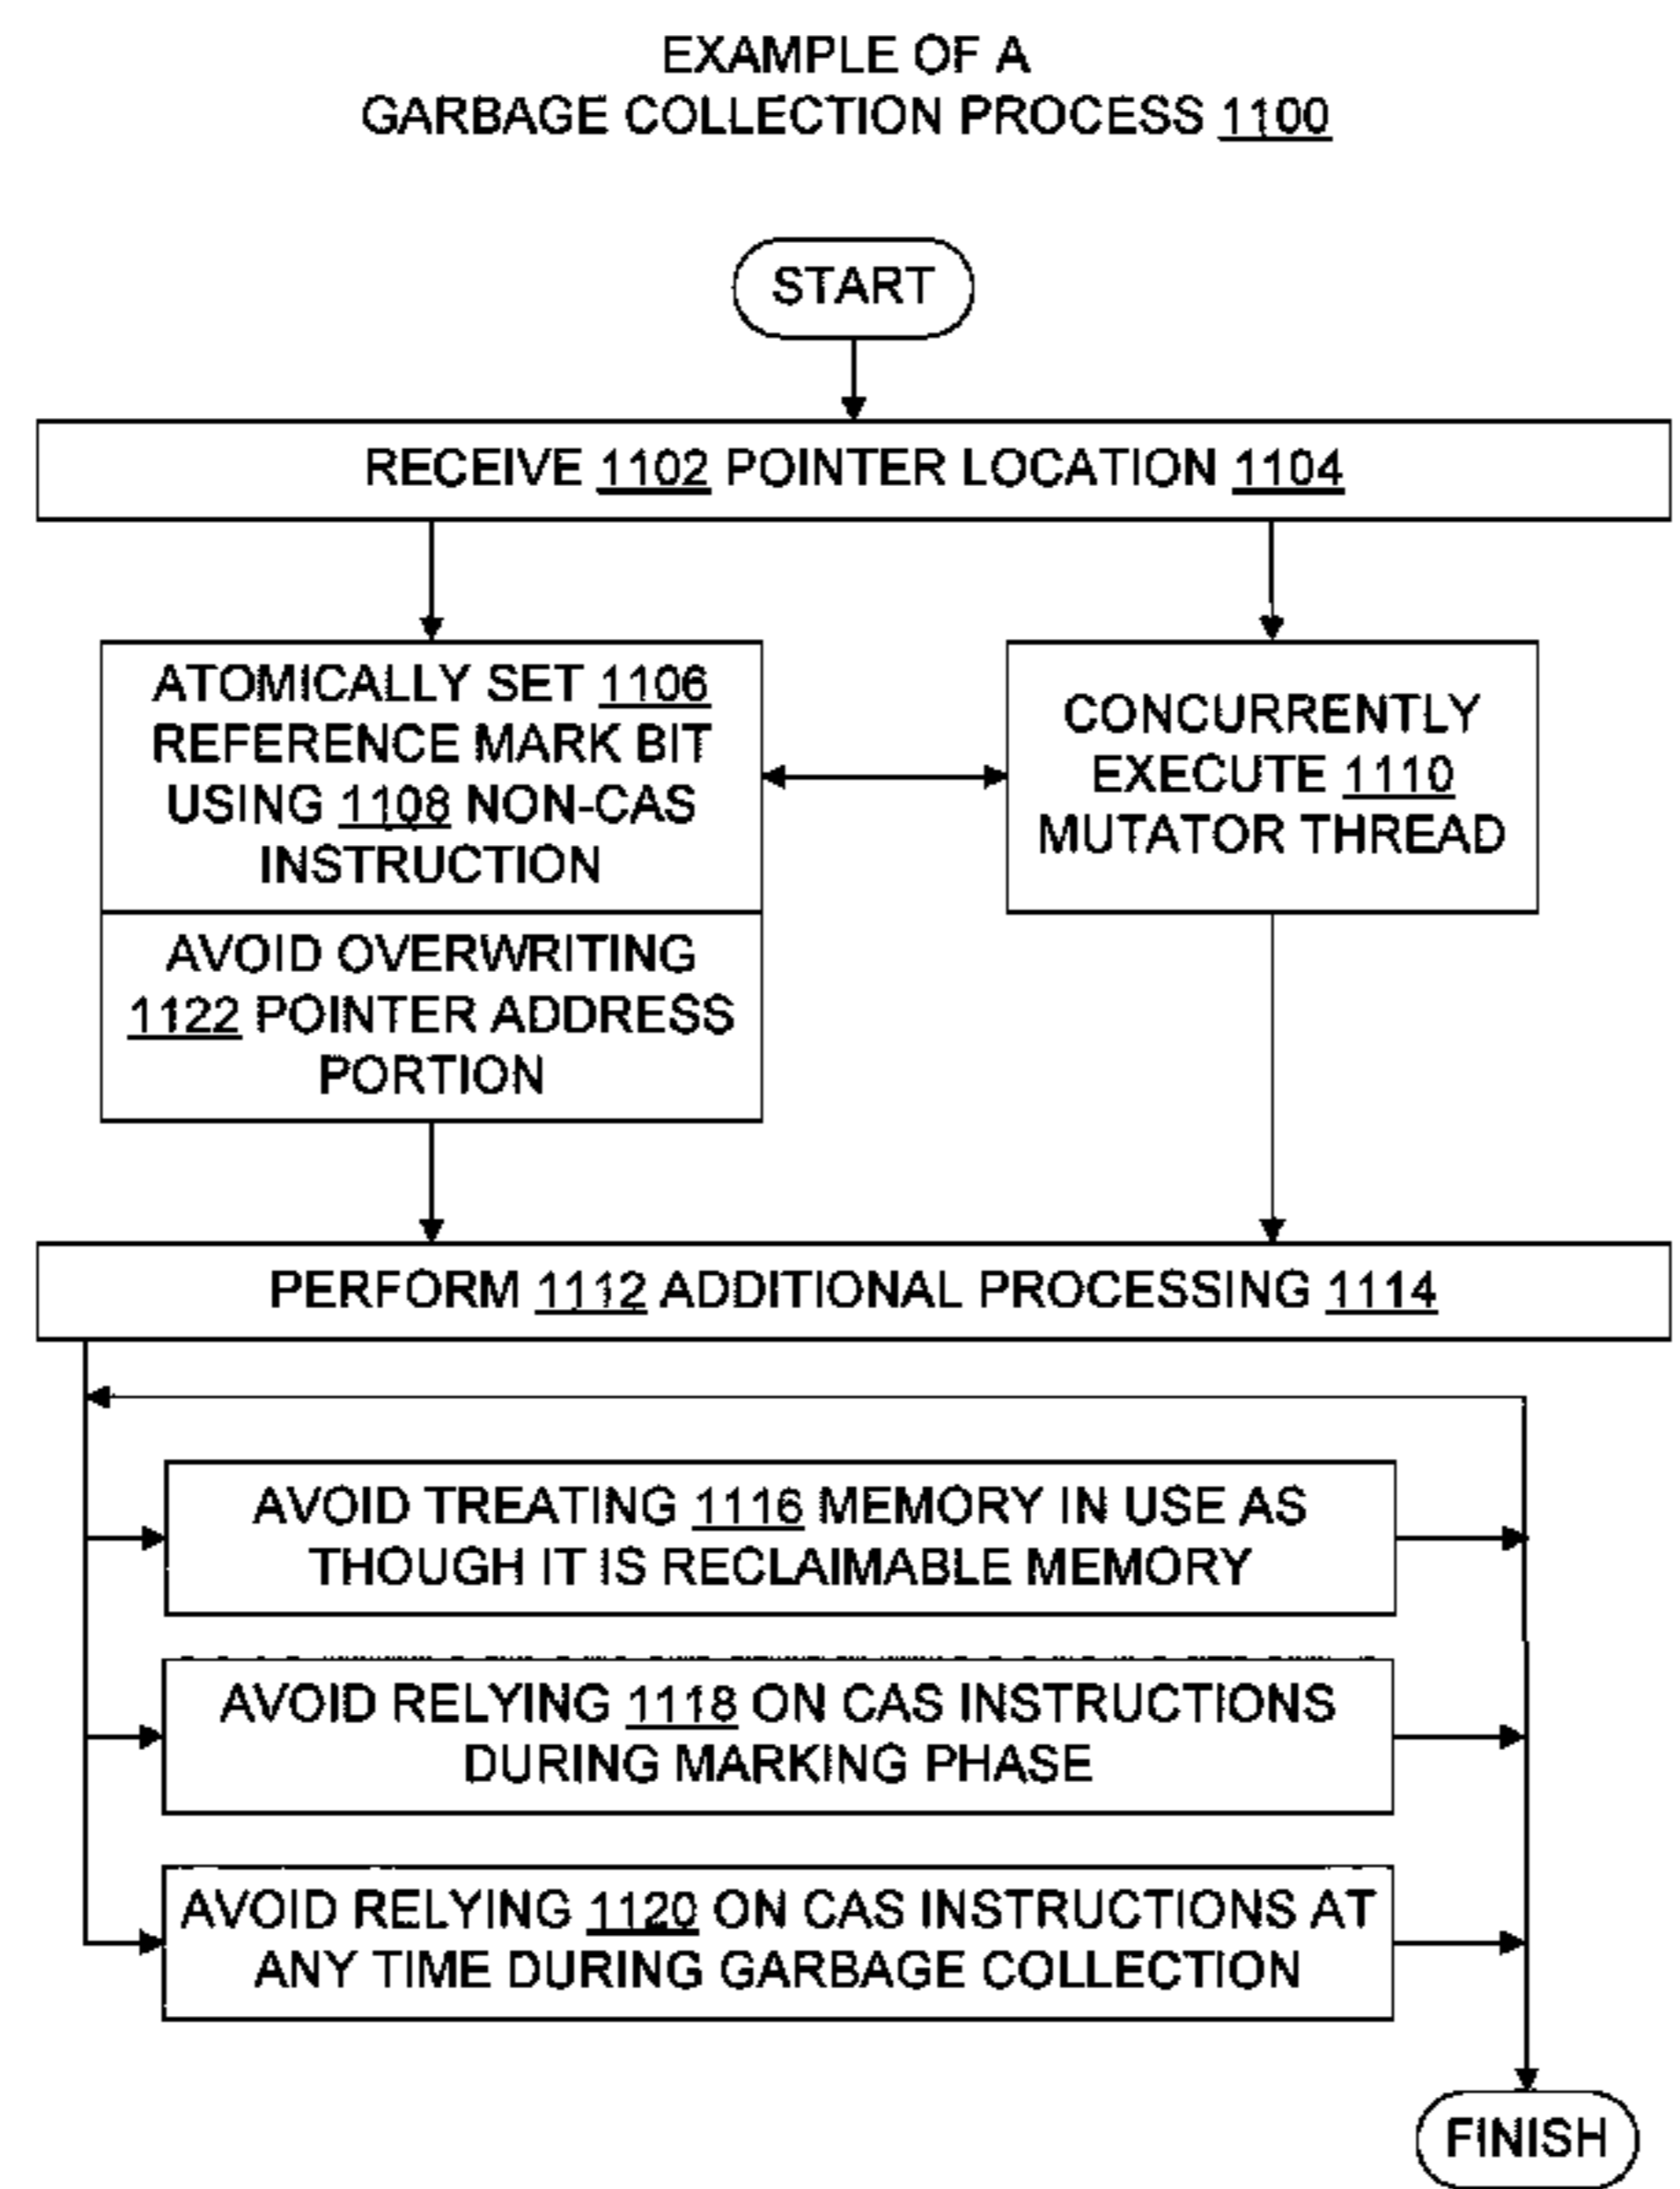 EXAMPLE OF A
GARBAGE COLLECTION PROCESS 1100
START
RECEIVE 1102 POINTER LOCATION 1104
ATOMICALLY SET 1106
REFERENCE MARK BIT
USING 1108 NON-CAS
INSTRUCTION
CONCURRENTLY
EXECUTE 1110
MUTATOR THREAD
AVOID OVERWRITING
1122 POINTER ADDRESS
PORTION
PERFORM 1112 ADDITIONAL PROCESSING 1114
AVOID TREATING 1116 MEMORY IN USE AS
THOUGH IT IS RECLAIMABLE MEMORY
AVOID RELYING 1118 ON CAS INSTRUCTIONS
DURING MARKING PHASE
AVOID RELYING 1120 ON CAS INSTRUCTIONS AT
ANY TIME DURING GARBAGE COLLECTION
FINISH